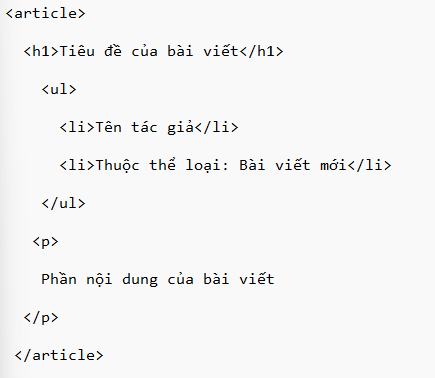 <article>
<h1>Tiêu đề của bài viết</h1>
<ul>
<li>Tên tác giả</li>
<li>Thuộc thể loại: Bài viết mới</li>
</ul>
<p>
Phần nội dung của bài viết
</p>
</article>